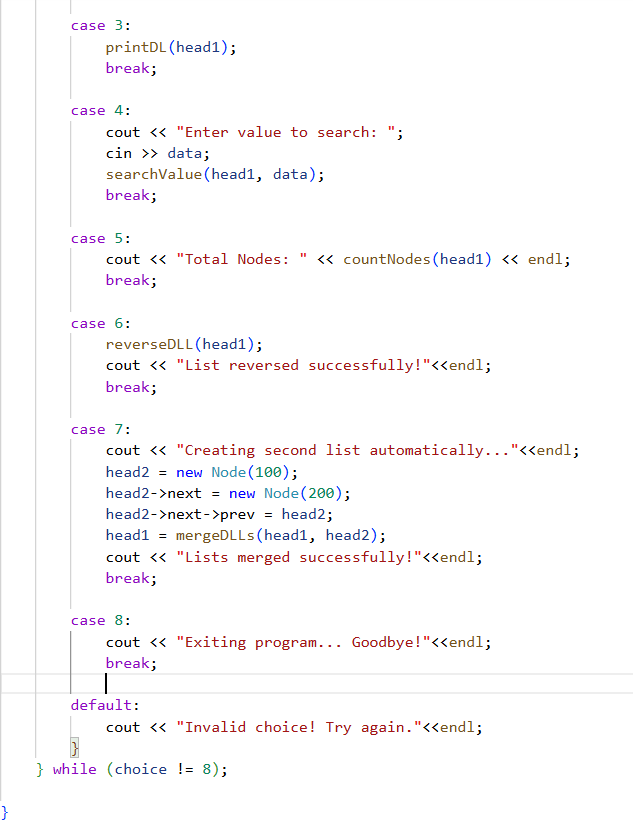 case 3:
printDL(head1);
break;
case 4:
cout << "Enter value to search: ";
cin >> data;
searchValue(head1, data);
break;
case 5:
cout << "Total Nodes: " << countNodes(head1) << endl;
break;
case 6:
reverseDLL(head1);
cout << "List reversed successfully!"<<endl;
break;
case 7:
cout << "Creating second list automatically..."<<endl;
head2 = new Node(100);
head2->next = new Node(200);
head2->next->prev = head2;
head1 = mergeDLLs(head1, head2);
cout << "Lists merged successfully!"<<endl;
break;
case 8:
cout << "Exiting program... Goodbye!"<<endl;
break;
default:
cout << "Invalid choice! Try again."<<endl;
}
} while (choice != 8);
}